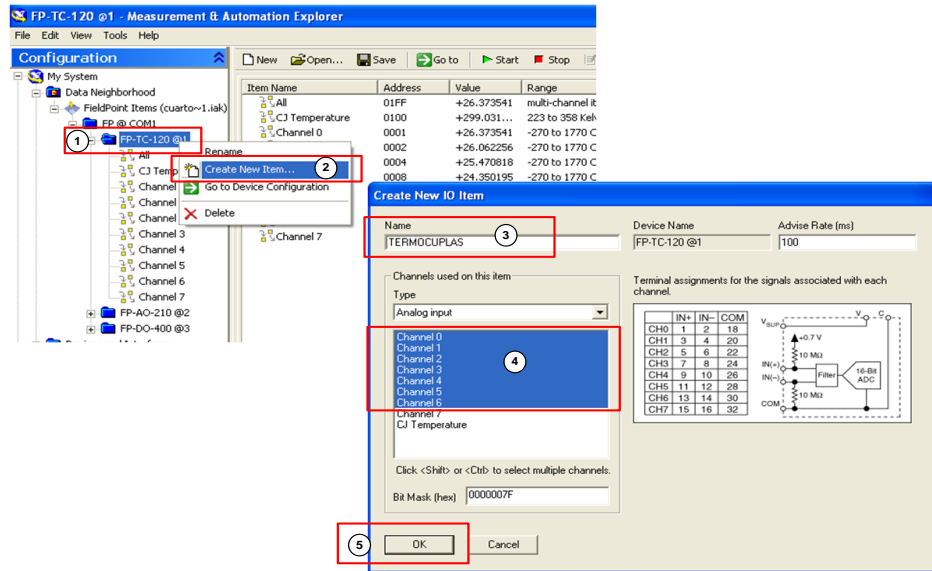 FP-TC-120 @1 - Measurement & Automation Explorer
File Edit View Tools Help
Configuration
New Open... Save Go to Start Stop
My System
Data Neighborhood
FieldPoint Items (cuarto~1.iak)
FP @ COM1
1 FP-TC-120 @1
All
CJ Temp
Channel
Channel
Channel
Channel 3
Channel 4
Channel 5
Channel 6
Channel 7
FP-AO-210 @2
FP-DO-400 @3
Rename
Create New Item... 2
Go to Device Configuration
Delete
Item Name Address Value Range
All 01FF +26.373541 multi-channel it
CJ Temperature 0100 +299.031... 223 to 358 Kelv
Channel 0 0001 +26.373541 -270 to 1770 C
0002 +26.062256 -270 to 1770 C
0004 +25.470818 -270 to 1770 C
0008 +24.350195 -270 to 1770 C
Channel 7
Create New IO Item
Name
TERMOCUPLAS 3
Device Name
FP-TC-120 @1
Advise Rate (ms)
100
Channels used on this item
Type
Analog input
Channel 0
Channel 1
Channel 2
Channel 3
Channel 4
Channel 5
Channel 6
4
Channel 7
CJ Temperature
Click <Shift> or <Ctrl> to select multiple channels.
Bit Mask (hex) 0000007F
5 OK Cancel
Terminal assignments for the signals associated with each
channel.
IN+ IN– COM
CH0 1 2 18
CH1 3 4 20
CH2 5 6 22
CH3 7 8 24
CH4 9 10 26
CH5 11 12 28
CH6 13 14 30
CH7 15 16 32
VSUP V C
+0.7 V
10 MΩ
IN(+)
IN(–)
Filter
16-Bit
ADC
10 MΩ
COM